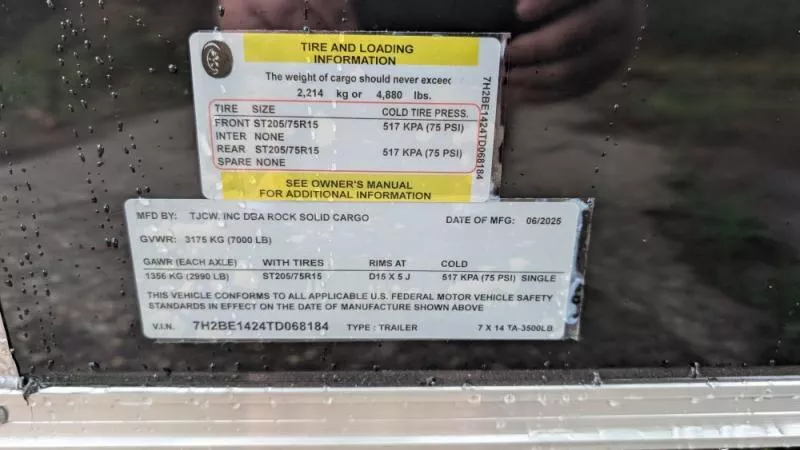 TIRE AND LOADING
INFORMATION
The weight of cargo should never exceed
2,214 kg or 4,880 lbs.
TIRE SIZE COLD TIRE PRESS.
FRONT ST205/75R15 517 KPA (75 PSI)
INTER NONE
REAR ST205/75R15 517 KPA (75 PSI)
SPARE NONE
SEE OWNER'S MANUAL
FOR ADDITIONAL INFORMATION
7H2BE1424TD068184
MFD BY: TJCW, INC DBA ROCK SOLID CARGO DATE OF MFG: 06/2025
GVWR: 3175 KG (7000 LB)
GAWR (EACH AXLE) WITH TIRES RIMS AT COLD
1356 KG (2990 LB) ST205/75R15 D15 X 5 J 517 KPA (75 PSI) SINGLE
THIS VEHICLE CONFORMS TO ALL APPLICABLE U.S. FEDERAL MOTOR VEHICLE SAFETY
STANDARDS IN EFFECT ON THE DATE OF MANUFACTURE SHOWN ABOVE
V.I.N. 7H2BE1424TD068184 TYPE : TRAILER 7 X 14 TA-3500LB